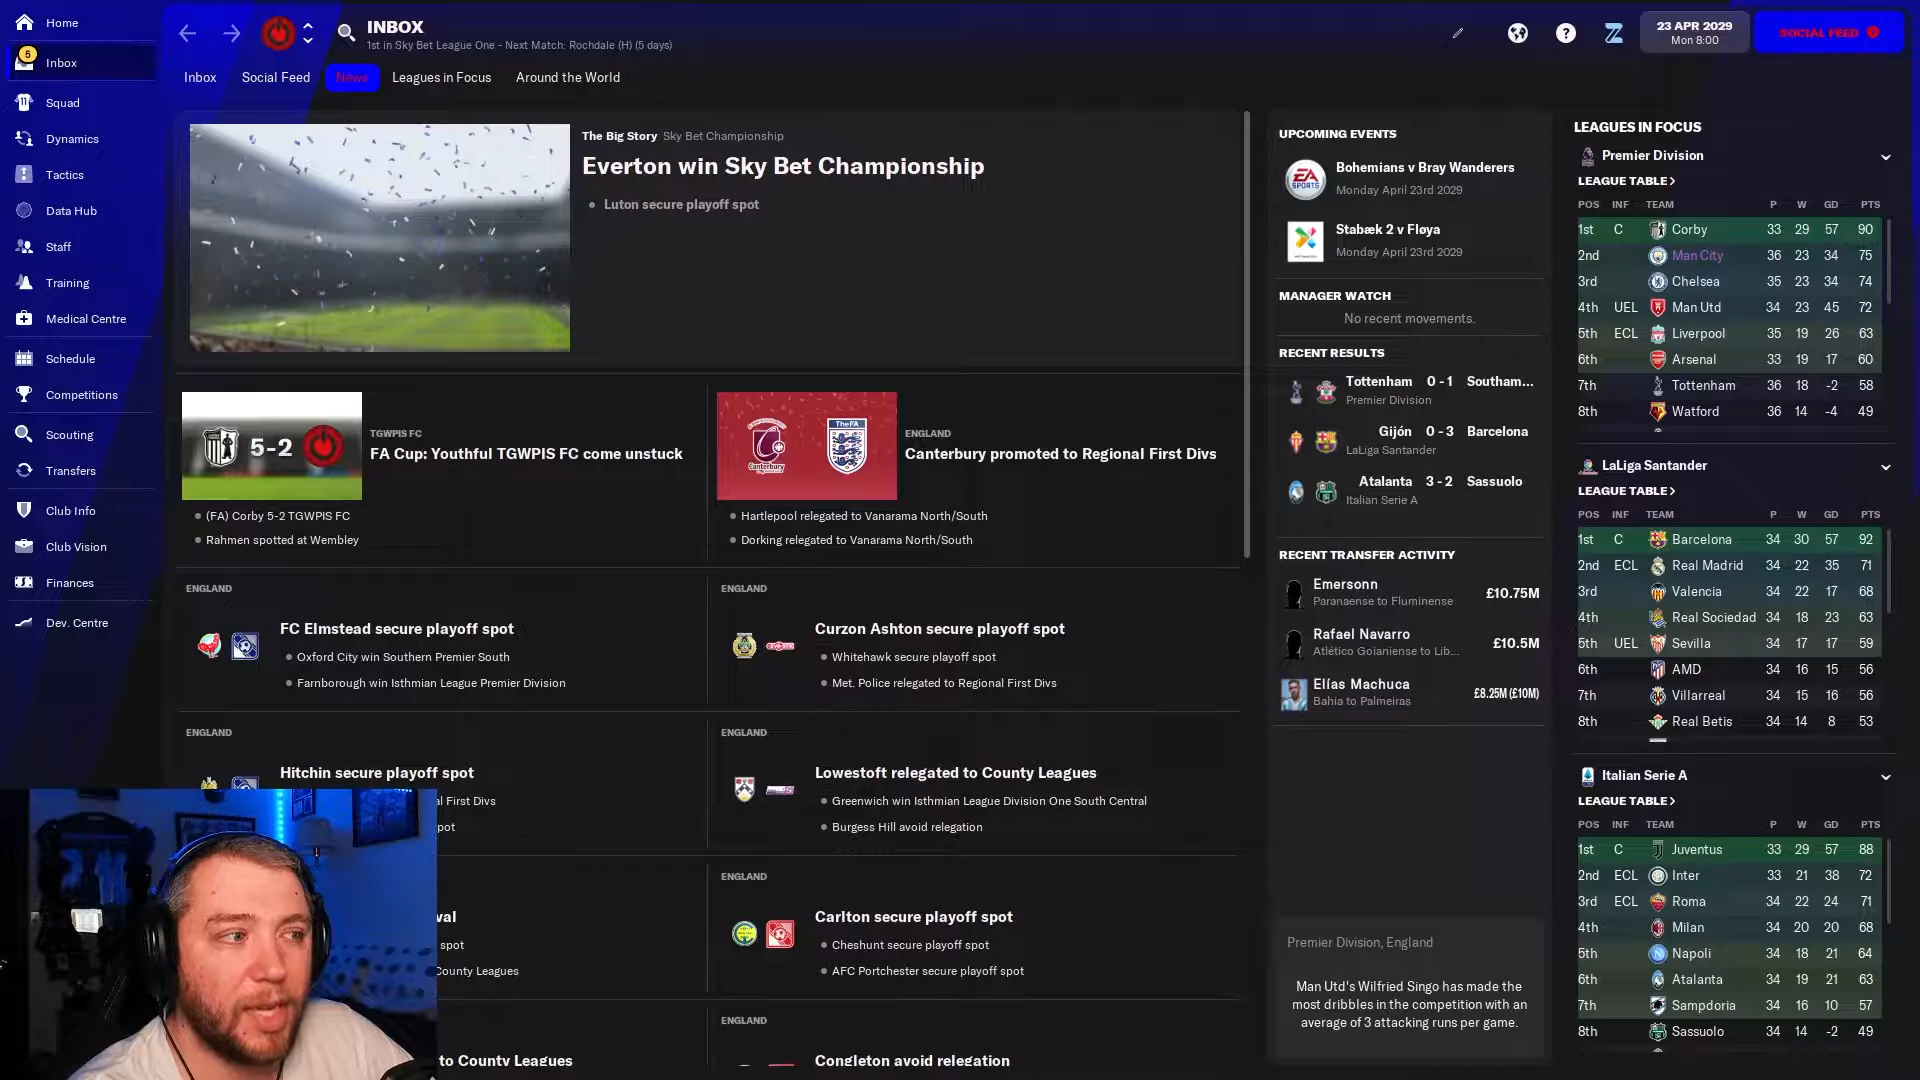 Home
5
Inbox
Squad
Dynamics
Tactics
Data Hub
Staff
Training
Medical Centre
Schedule
Competitions
Scouting
Transfers
Club Info
Club Vision
Finances
Dev. Centre
INBOX
1st in Sky Bet League One - Next Match: Rochdale (H) (5 days)
23 APR 2029
Mon 8:00
SOCIAL FEED
Inbox Social Feed News Leagues in Focus Around the World
The Big Story Sky Bet Championship
Everton win Sky Bet Championship
Luton secure playoff spot
5-2
TGWPIS FC
FA Cup: Youthful TGWPIS FC come unstuck
(FA) Corby 5-2 TGWPIS FC
Rahmen spotted at Wembley
Canterbury
TheFA
ENGLAND
Canterbury promoted to Regional First Divs
Hartlepool relegated to Vanarama North/South
Dorking relegated to Vanarama North/South
ENGLAND
FC Elmstead secure playoff spot
Oxford City win Southern Premier South
Farnborough win Isthmian League Premier Division
ENGLAND
Curzon Ashton secure playoff spot
Whitehawk secure playoff spot
Met. Police relegated to Regional First Divs
ENGLAND
Hitchin secure playoff spot
al First Divs
pot
ENGLAND
Lowestoft relegated to County Leagues
Greenwich win Isthmian League Division One South Central
Burgess Hill avoid relegation
val
spot
County Leagues
ENGLAND
Carlton secure playoff spot
Cheshunt secure playoff spot
AFC Portchester secure playoff spot
to County Leagues
ENGLAND
Congleton avoid relegation
UPCOMING EVENTS
EA SPORTS
Bohemians v Bray Wanderers
Monday April 23rd 2029
Stabæk 2 v Fløya
Monday April 23rd 2029
MANAGER WATCH
No recent movements.
RECENT RESULTS
Tottenham 0 - 1 Southam...
Premier Division
Gijón 0 - 3 Barcelona
LaLiga Santander
Atalanta 3 - 2 Sassuolo
Italian Serie A
RECENT TRANSFER ACTIVITY
Emersonn £10.75M
Paranaense to Fluminense
Rafael Navarro £10.5M
Atlético Goianiense to Lib...
Elías Machuca £8.25M (£10M)
Bahia to Palmeiras
Premier Division, England
Man Utd's Wilfried Singo has made the
most dribbles in the competition with an
average of 3 attacking runs per game.
LEAGUES IN FOCUS
Premier Division
LEAGUE TABLE >
POS INF TEAM P W GD PTS
1st C Corby 33 29 57 90
2nd Man City 36 23 34 75
3rd Chelsea 35 23 34 74
4th UEL Man Utd 34 23 45 72
5th ECL Liverpool 35 19 26 63
6th Arsenal 33 19 17 60
7th Tottenham 36 18 -2 58
8th Watford 36 14 -4 49
LaLiga Santander
LEAGUE TABLE >
POS INF TEAM P W GD PTS
1st C Barcelona 34 30 57 92
2nd ECL Real Madrid 34 22 35 71
3rd Valencia 34 22 17 68
4th Real Sociedad 34 18 23 63
5th UEL Sevilla 34 17 17 59
6th AMD 34 16 15 56
7th Villarreal 34 15 16 56
8th Real Betis 34 14 8 53
Italian Serie A
LEAGUE TABLE >
POS INF TEAM P W GD PTS
1st C Juventus 33 29 57 88
2nd ECL Inter 33 21 38 72
3rd ECL Roma 34 22 24 71
4th Milan 34 20 20 68
5th Napoli 34 18 21 64
6th Atalanta 34 19 21 63
7th Sampdoria 34 16 10 57
8th Sassuolo 34 14 -2 49